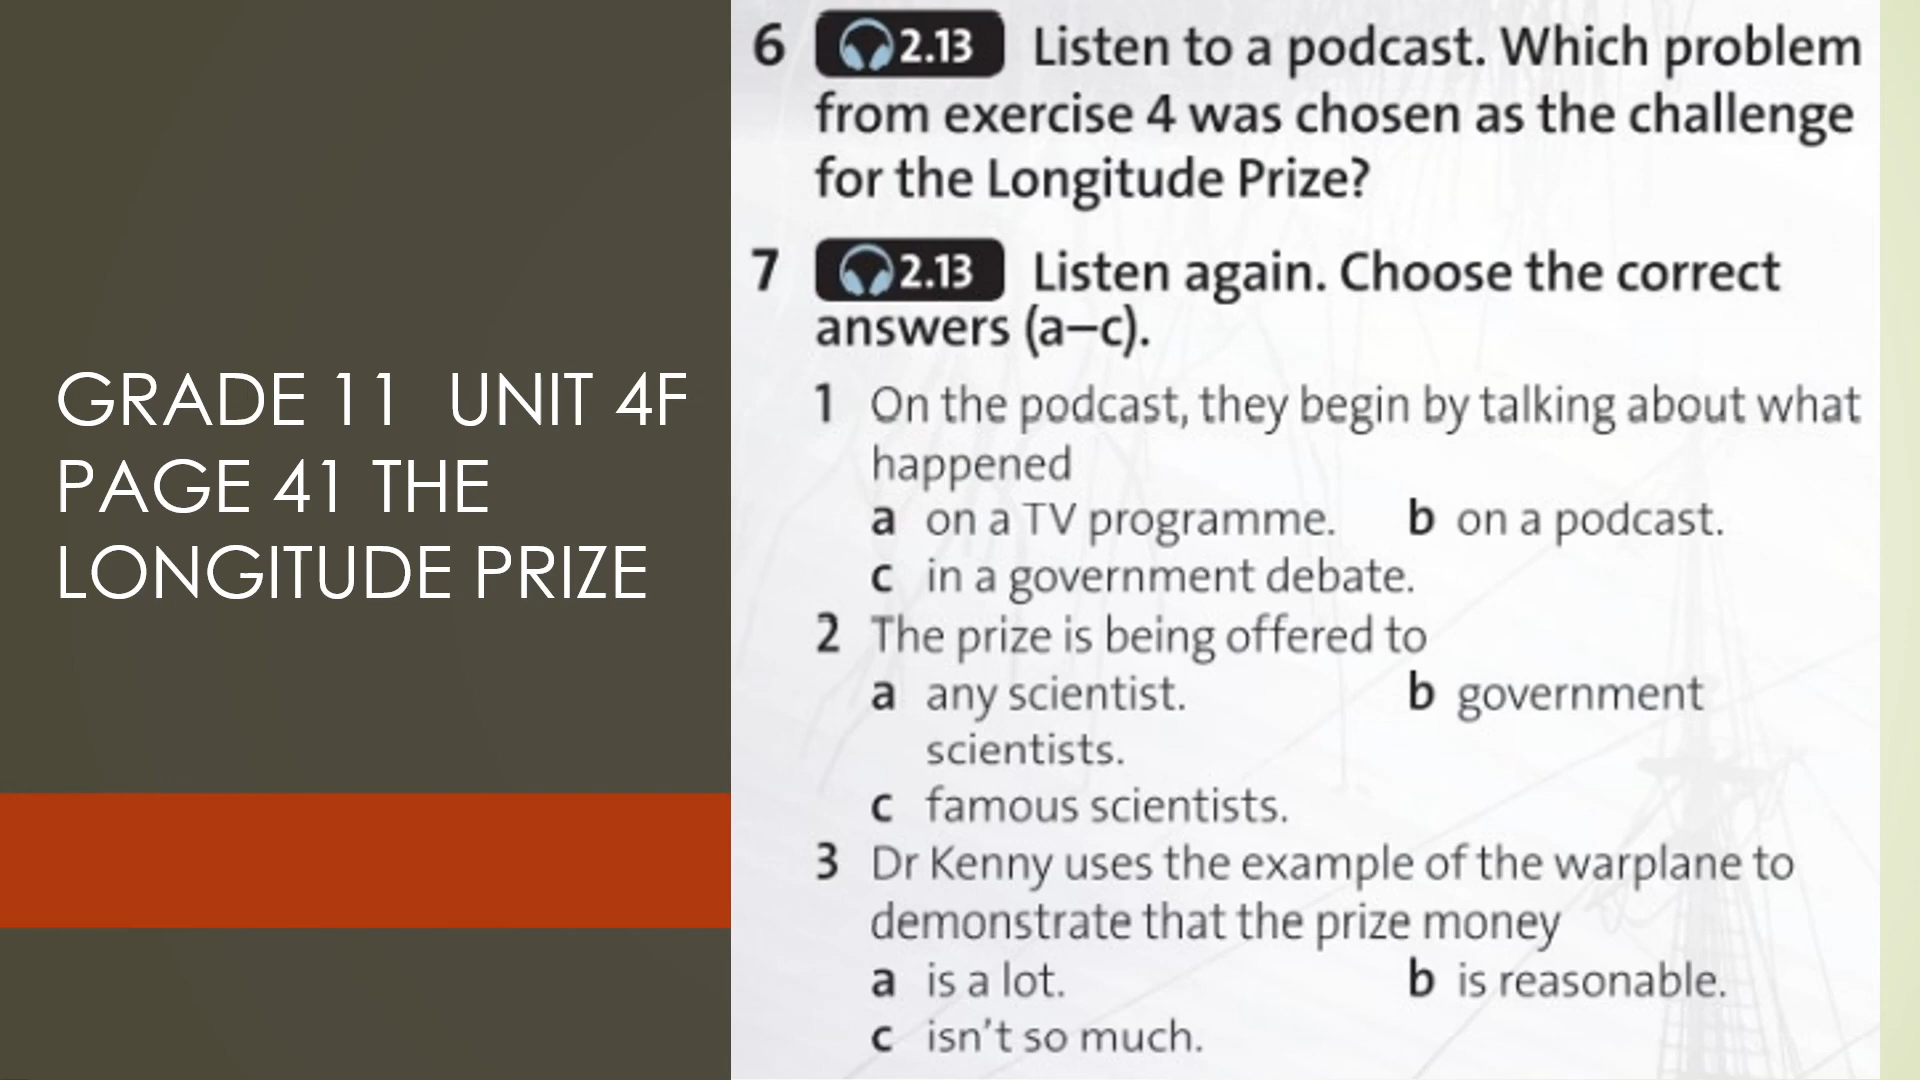 GRADE 11 UNIT 4F
PAGE 41 THE
LONGITUDE PRIZE
6 2.13 Listen to a podcast. Which problem
from exercise 4 was chosen as the challenge
for the Longitude Prize?
7 2.13 Listen again. Choose the correct
answers (a–c).
1 On the podcast, they begin by talking about what
happened
a on a TV programme. b on a podcast.
c in a government debate.
2 The prize is being offered to
a any scientist. b government
scientists.
c famous scientists.
3 Dr Kenny uses the example of the warplane to
demonstrate that the prize money
a is a lot. b is reasonable.
c isn't so much.